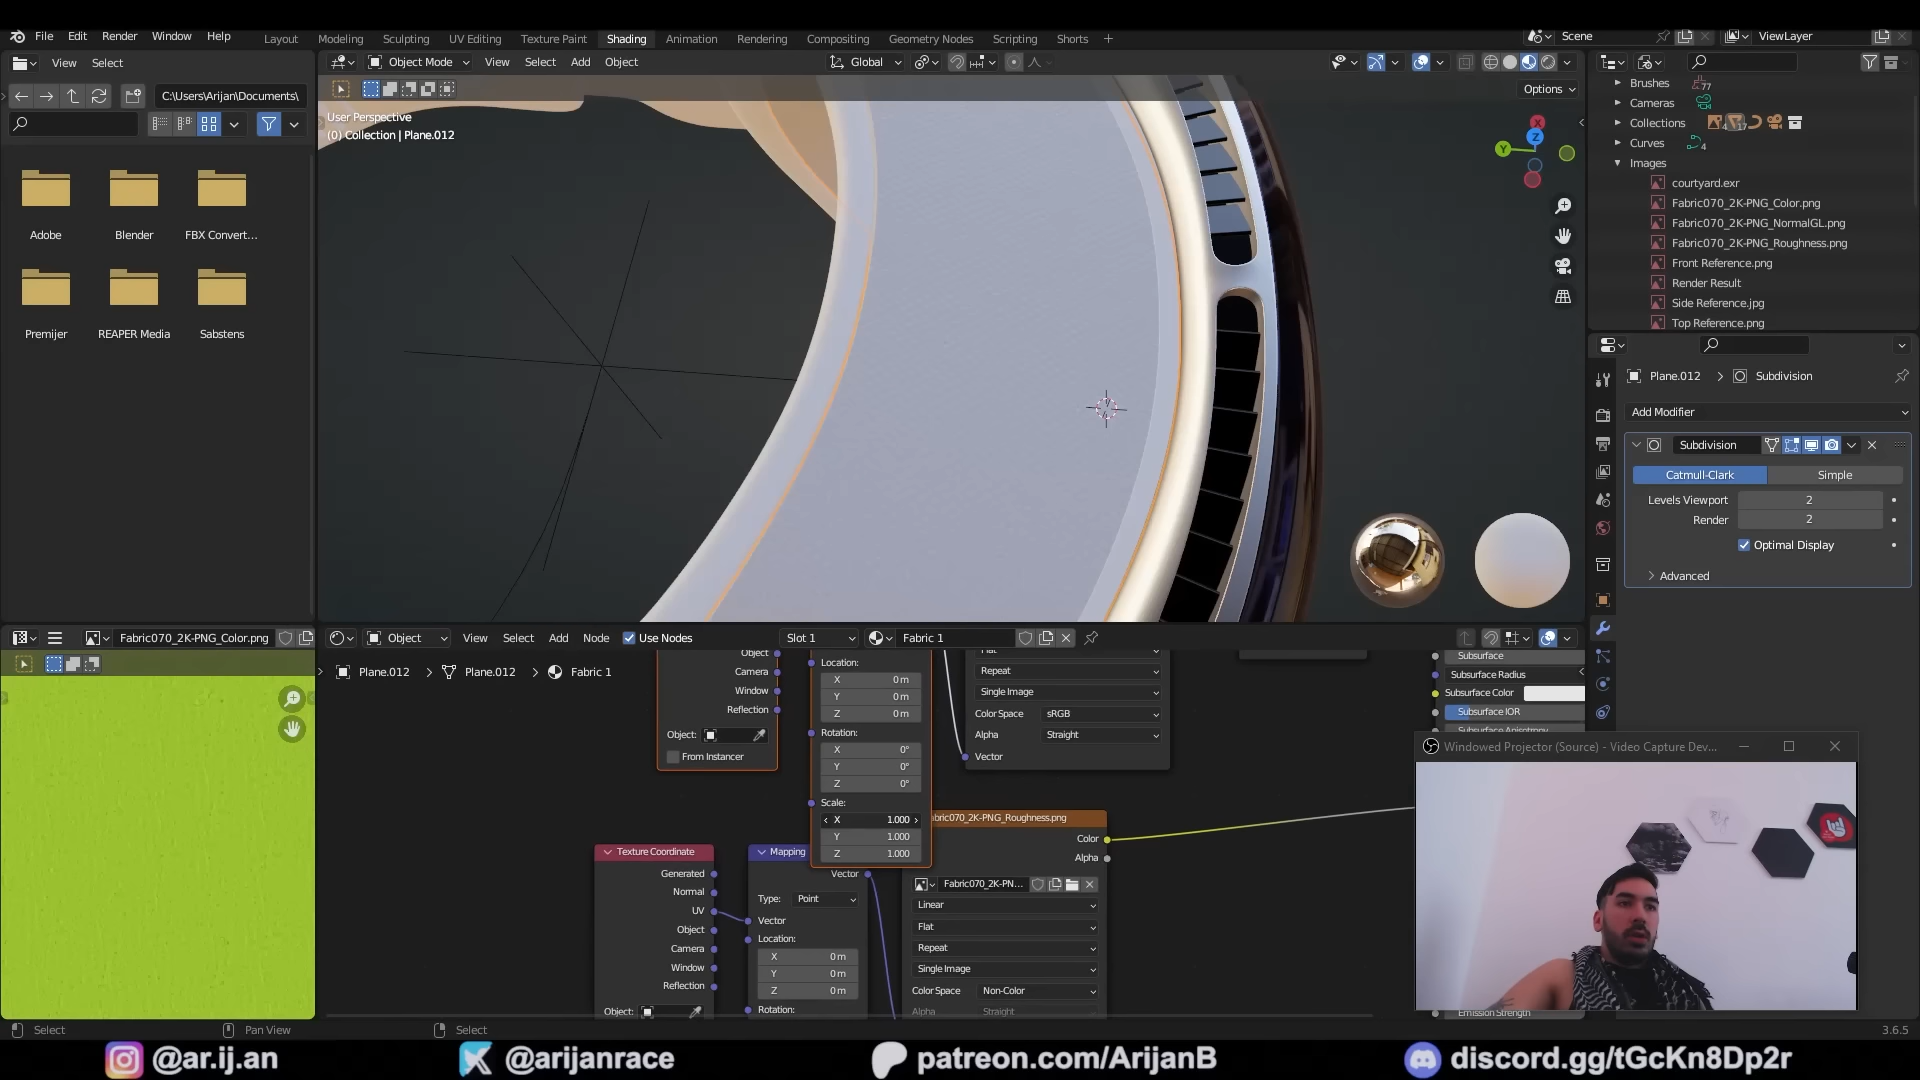 File Edit Render Window Help
Layout Modeling Sculpting UV Editing Texture Paint Shading Animation Rendering Compositing Geometry Nodes Scripting Shorts +
Scene
ViewLayer
View Select
Object Mode View Select Add Object
Global
C:\Users\Arijan\Documents\
Options
User Perspective
(0) Collection | Plane.012
X
Y
Z
Adobe
Blender
FBX Convert...
Premijer
REAPER Media
Sabstens
Brushes
77
Cameras
Collections
17
Curves
4
Images
courtyard.exr
Fabric070_2K-PNG_Color.png
Fabric070_2K-PNG_NormalGL.png
Fabric070_2K-PNG_Roughness.png
Front Reference.png
Render Result
Side Reference.jpg
Top Reference.png
Plane.012 > Subdivision
Add Modifier
Subdivision
Catmull-Clark Simple
Levels Viewport 2
Render 2
Optimal Display
Advanced
Fabric070_2K-PNG_Color.png
Object View Select Add Node Use Nodes Slot 1 Fabric 1
Plane.012 > Plane.012 > Fabric 1
Object
Camera
Window
Reflection
Object:
From Instancer
Location:
X 0 m
Y 0 m
Z 0 m
Rotation:
X 0°
Y 0°
Z 0°
Scale:
X 1.000
Y 1.000
Z 1.000
Flat
Repeat
Single Image
Color Space sRGB
Alpha Straight
Vector
Subsurface
Subsurface Radius
Subsurface Color
Subsurface IOR
Subsurface Anisotropy
Windowed Projector (Source) - Video Capture Dev...
Texture Coordinate
Generated
Normal
UV
Object
Camera
Window
Reflection
Object:
Mapping
Vector
Type: Point
Vector
Location:
X 0 m
Y 0 m
Z 0 m
Rotation:
abric070_2K-PNG_Roughness.png
Color
Alpha
Fabric070_2K-PN...
Linear
Flat
Repeat
Single Image
Color Space Non-Color
Alpha Straight
Emission Strength
Select
Pan View
Select
3.6.5
@ar.ij.an
@arijanrace
patreon.com/ArijanB
discord.gg/tGcKn8Dp2r